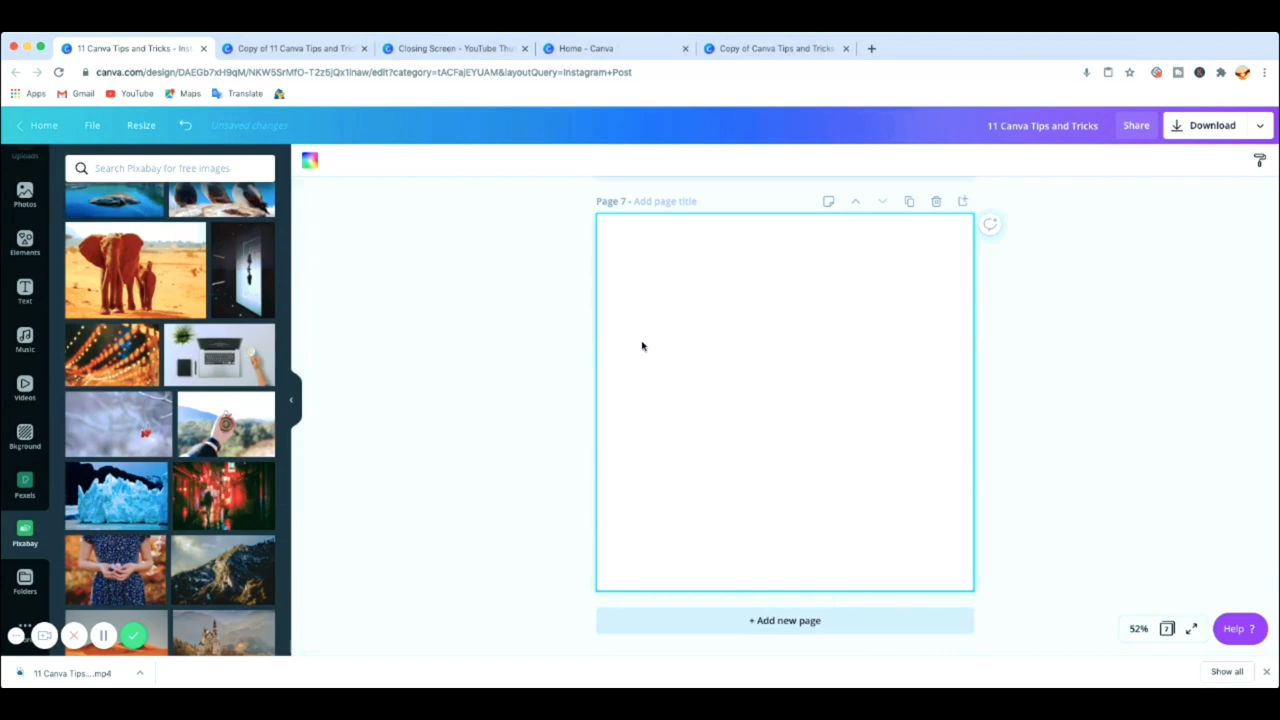 11 Canva Tips and Tricks - Inst
Copy of 11 Canva Tips and Tric
Closing Screen - YouTube Thu
Home - Canva
Copy of Canva Tips and Tricks
canva.com/design/DAEGb7xH9qM/NKW5SrMfO-T2z5jQx1Inaw/edit?category=tACFajEYUAM&layoutQuery=Instagram+Post
Apps
Gmail
YouTube
Maps
Translate
Home
File
Resize
Unsaved changes
11 Canva Tips and Tricks
Share
Download
Uploads
Search Pixabay for free images
Photos
Elements
Text
Music
Videos
Bkground
Pexels
Pixabay
Folders
Page 7 - Add page title
+ Add new page
52%
7
Help ?
11 Canva Tips....mp4
Show all